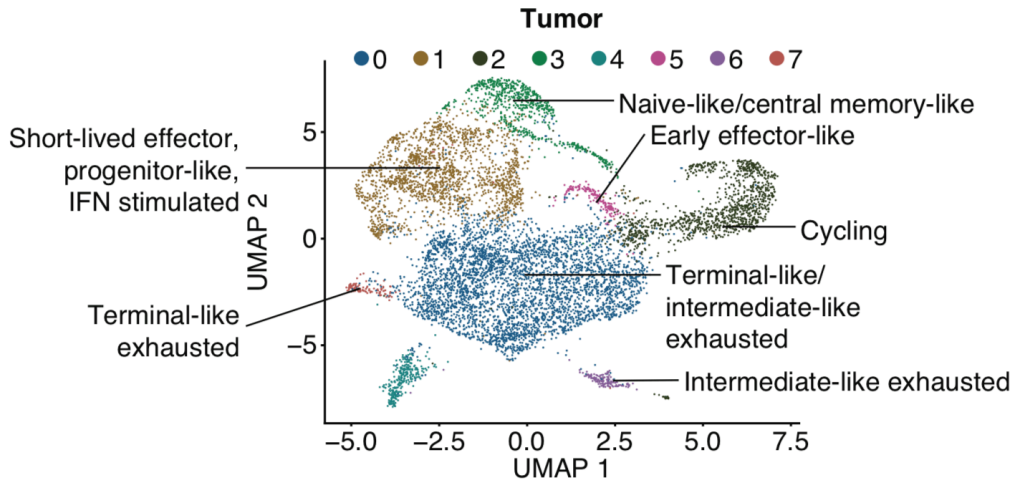 Tumor
0 1 2 3 4 5 6 7
Naive-like/central memory-like
Early effector-like
Short-lived effector,
progenitor-like,
IFN stimulated
Cycling
Terminal-like/
intermediate-like
exhausted
Terminal-like
exhausted
Intermediate-like exhausted
5
0
−5
UMAP 2
−5.0 −2.5 0.0 2.5 5.0 7.5
UMAP 1